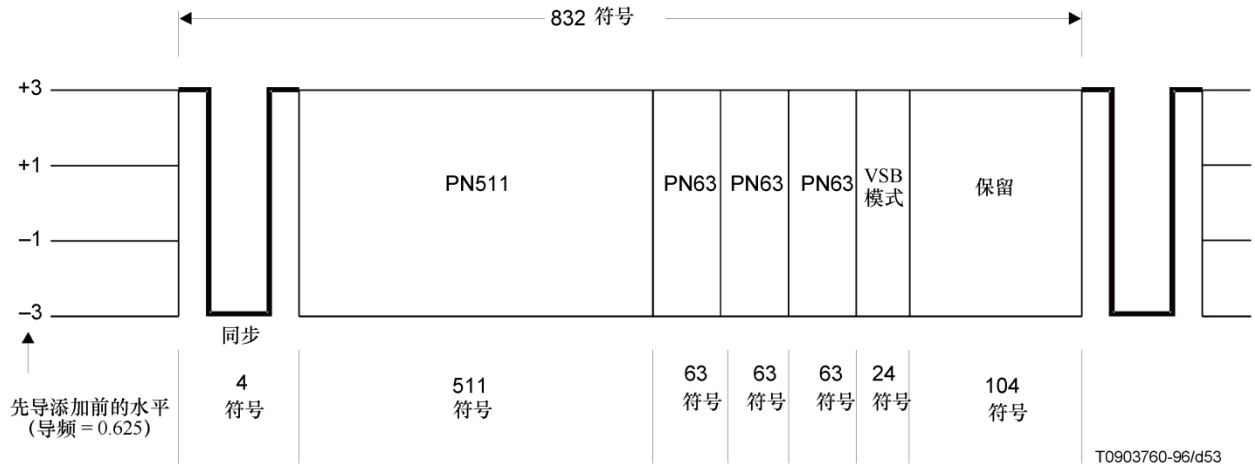 832 符号
+3
+1
–1
–3
PN511
PN63
PN63
PN63
VSB
模式
保留
同步
先导添加前的水平
(导频 = 0.625)
4
符号
511
符号
63
符号
63
符号
63
符号
24
符号
104
符号
T0903760-96/d53